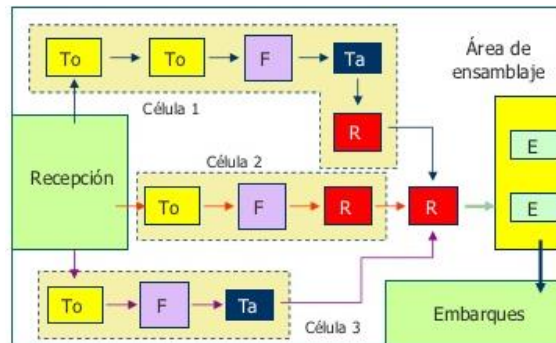 To
To
F
Ta
Área de
ensamblaje
Célula 1
R
E
Recepción
Célula 2
To
F
R
R
E
To
F
Ta
Célula 3
Embarques